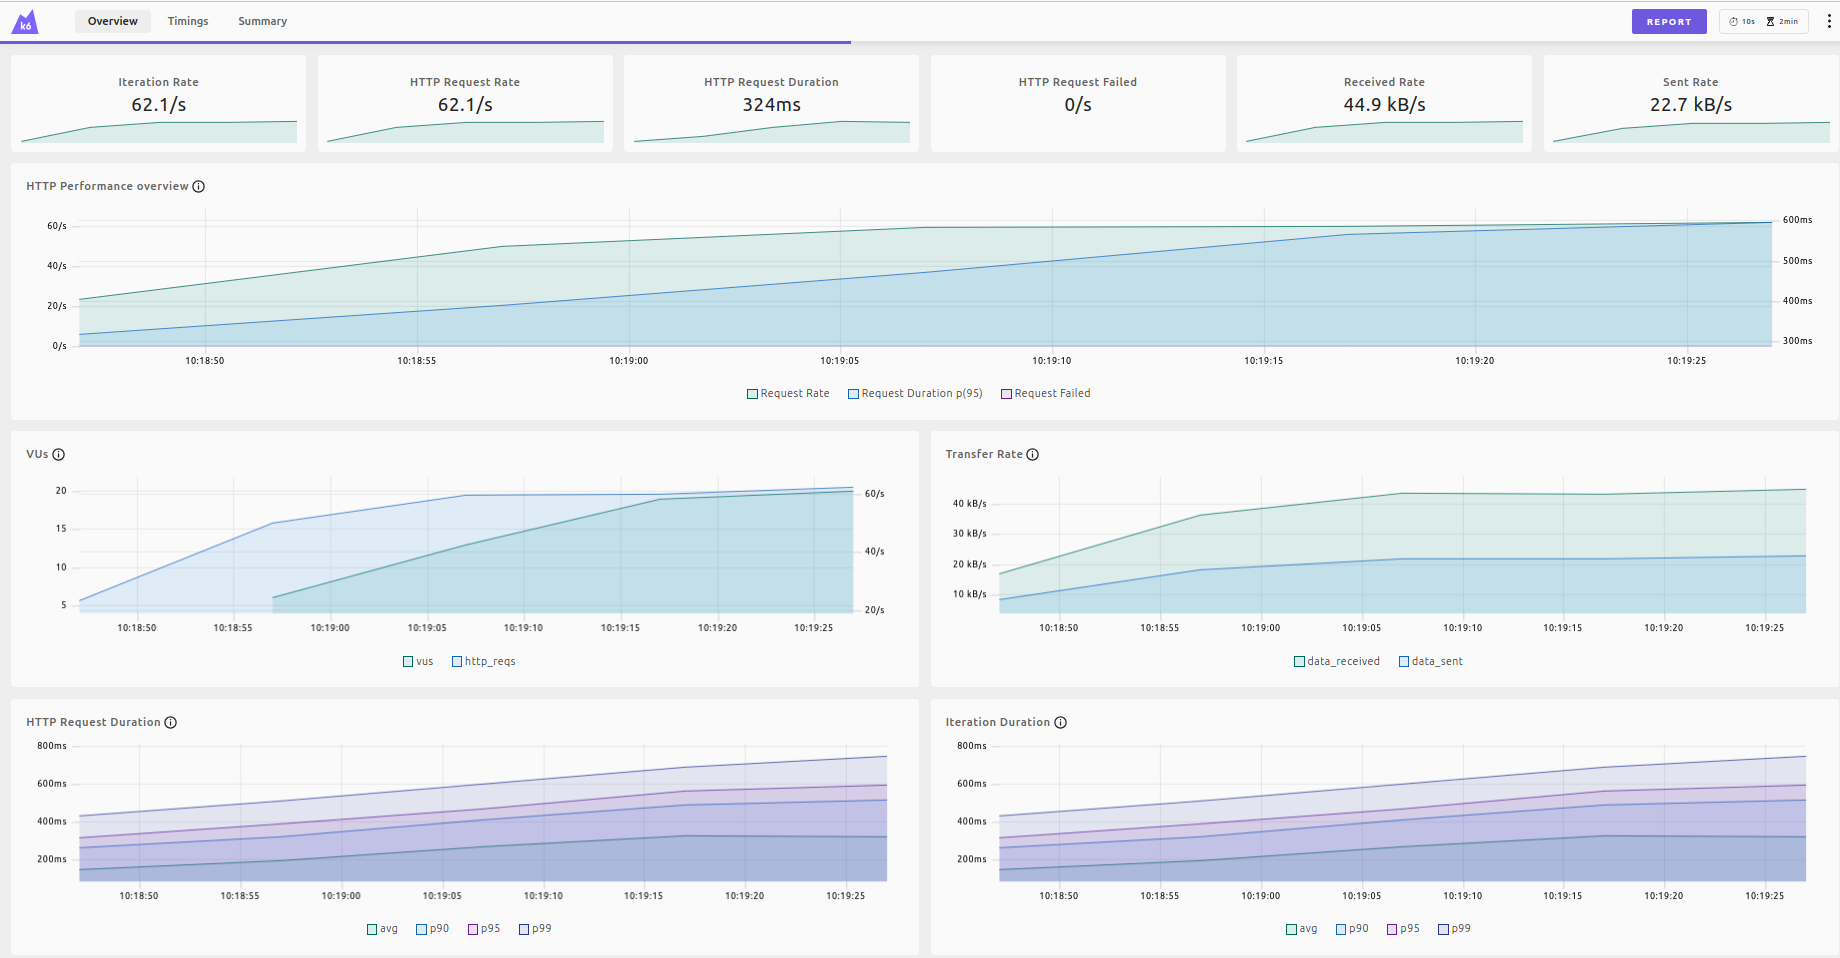 k6 Overview Timings Summary REPORT 10s 2min
Iteration Rate HTTP Request Rate HTTP Request Duration HTTP Request Failed Received Rate Sent Rate
62.1/s 62.1/s 324ms 0/s 44.9 kB/s 22.7 kB/s
HTTP Performance overview
60/s 600ms
40/s 500ms
20/s 400ms
0/s 300ms
10:18:50 10:18:55 10:19:00 10:19:05 10:19:10 10:19:15 10:19:20 10:19:25
Request Rate Request Duration p(95) Request Failed
VUs
20 60/s
15
10 40/s
5 20/s
10:18:50 10:18:55 10:19:00 10:19:05 10:19:10 10:19:15 10:19:20 10:19:25
vus http_reqs
Transfer Rate
40 kB/s
30 kB/s
20 kB/s
10 kB/s
10:18:50 10:18:55 10:19:00 10:19:05 10:19:10 10:19:15 10:19:20 10:19:25
data_received data_sent
HTTP Request Duration
800ms
600ms
400ms
200ms
10:18:50 10:18:55 10:19:00 10:19:05 10:19:10 10:19:15 10:19:20 10:19:25
avg p90 p95 p99
Iteration Duration
800ms
600ms
400ms
200ms
10:18:50 10:18:55 10:19:00 10:19:05 10:19:10 10:19:15 10:19:20 10:19:25
avg p90 p95 p99